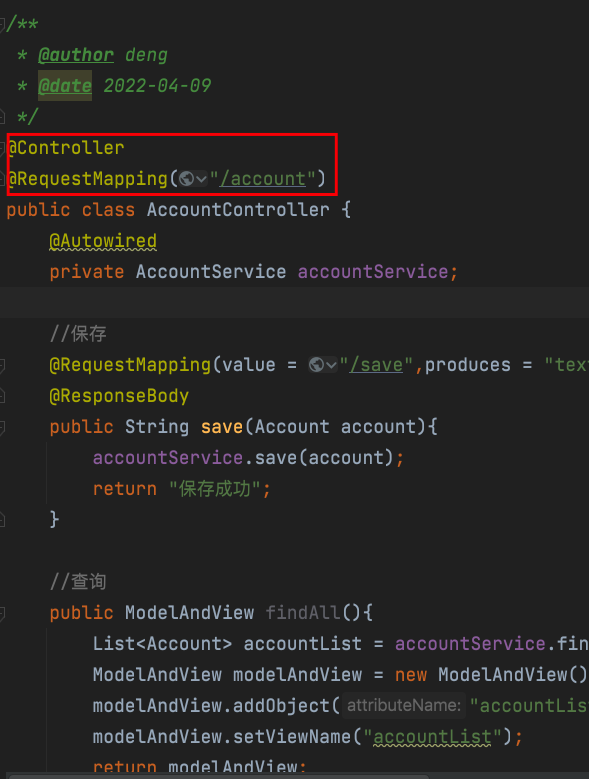 /**
 * @author deng
 * @date 2022-04-09
 */
@Controller
@RequestMapping("/account")
public class AccountController {
    @Autowired
    private AccountService accountService;
    //保存
    @RequestMapping(value = "/save",produces = "tex
    @ResponseBody
    public String save(Account account){
        accountService.save(account);
        return "保存成功";
    }
    //查询
    public ModelAndView findAll(){
        List<Account> accountList = accountService.fin
        ModelAndView modelAndView = new ModelAndView()
        modelAndView.addObject( attributeName: "accountLis
        modelAndView.setViewName("accountList");
        return modelAndView;